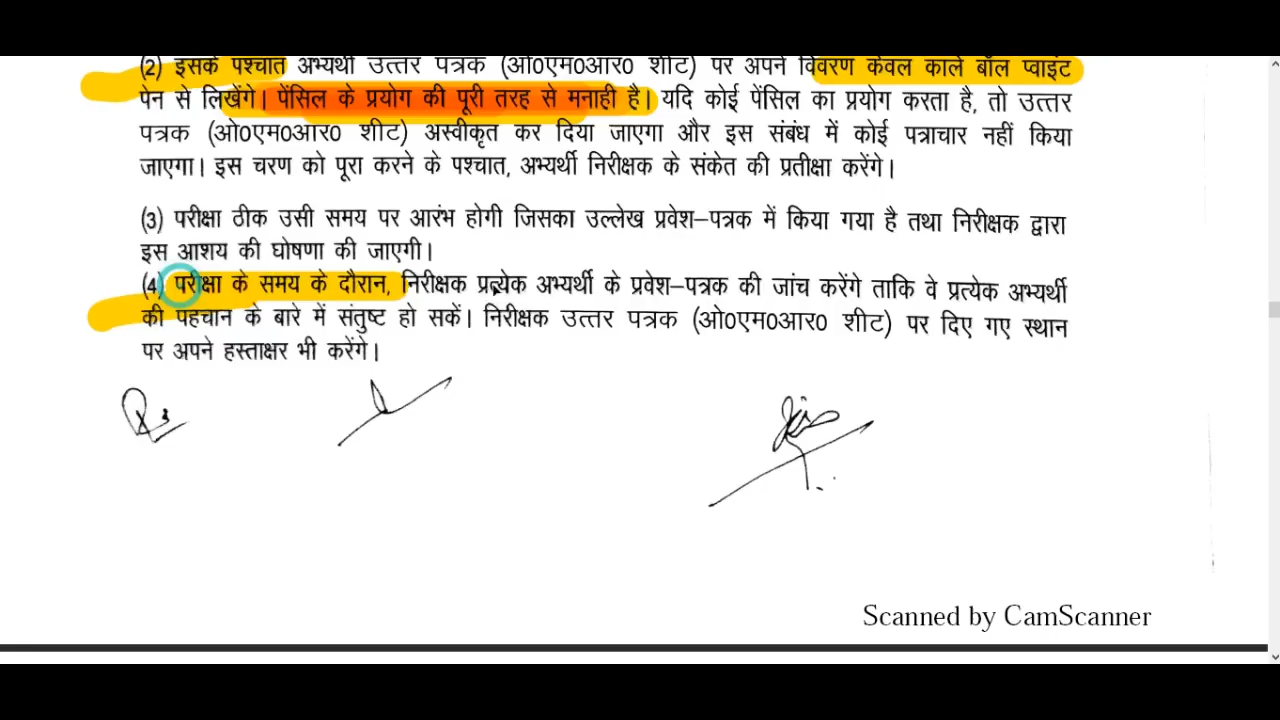 (2) इसके पश्चात अभ्यर्थी उत्तर पत्रक (ओ0एम0आर0 शीट) पर अपने विवरण केवल काले बॉल प्वाइंट
पेन से लिखेंगे। पेंसिल के प्रयोग की पूरी तरह से मनाही है। यदि कोई पेंसिल का प्रयोग करता है, तो उत्तर
पत्रक (ओ0एम0आर0 शीट) अस्वीकृत कर दिया जाएगा और इस संबंध में कोई पत्राचार नहीं किया
जाएगा। इस चरण को पूरा करने के पश्चात, अभ्यर्थी निरीक्षक के संकेत की प्रतीक्षा करेंगे।
(3) परीक्षा ठीक उसी समय पर आरंभ होगी जिसका उल्लेख प्रवेश–पत्रक में किया गया है तथा निरीक्षक द्वारा
इस आशय की घोषणा की जाएगी।
(4) परीक्षा के समय के दौरान, निरीक्षक प्रत्येक अभ्यर्थी के प्रवेश–पत्रक की जांच करेंगे ताकि वे प्रत्येक अभ्यर्थी
की पहचान के बारे में संतुष्ट हो सकें। निरीक्षक उत्तर पत्रक (ओ0एम0आर0 शीट) पर दिए गए स्थान
पर अपने हस्ताक्षर भी करेंगे।
Scanned by CamScanner